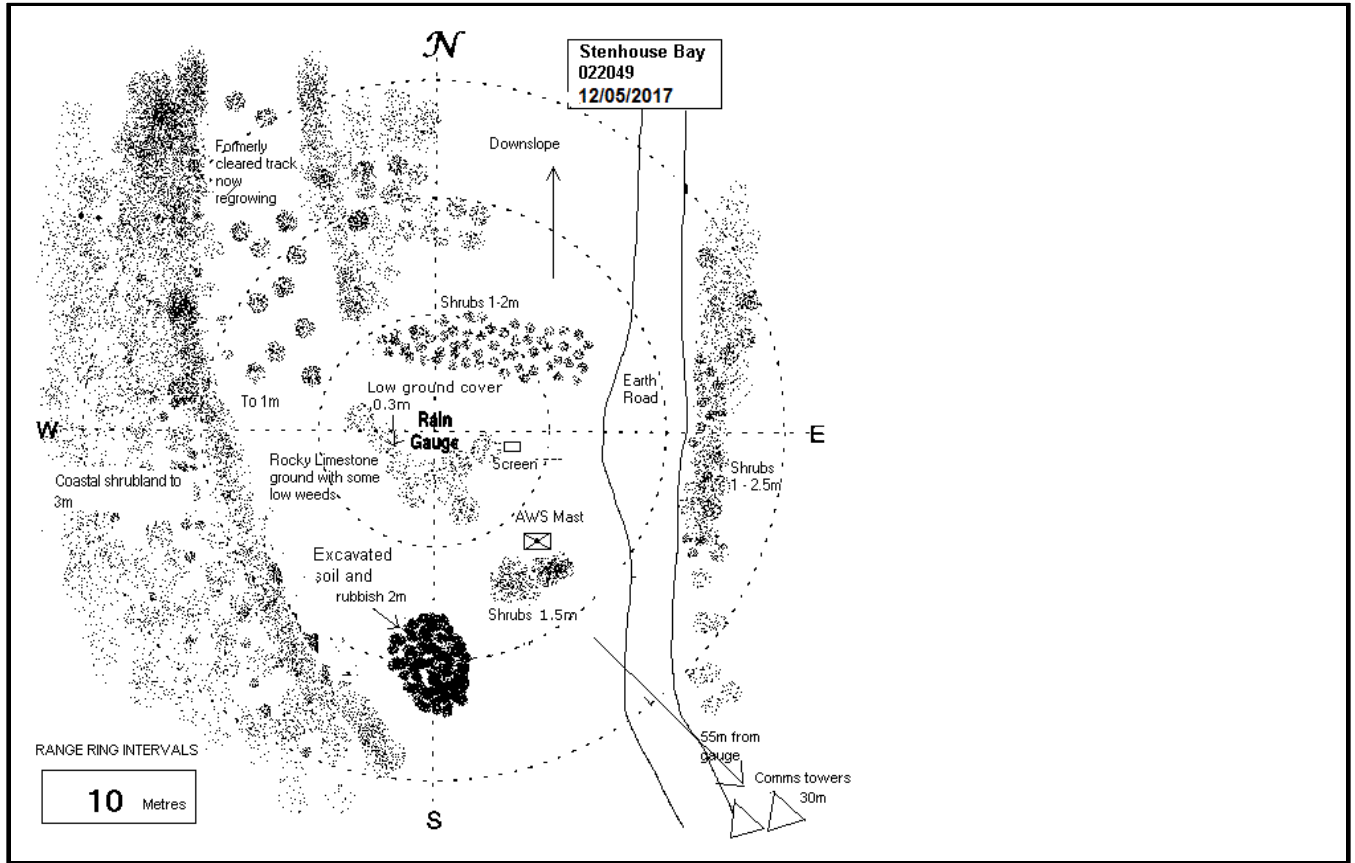 N
Stenhouse Bay
022049
12/05/2017
Formerly
cleared track
now
regrowing
Downslope
Shrubs 1-2m
Earth
Road
Low ground cover
0.3m
To 1m
Rain
Gauge
W
E
Screen
Rocky Limestone
ground with some
low weeds
Coastal shrubland to
3m
Shrubs
1 - 2.5m
AWS Mast
Excavated
soil and
rubbish 2m
Shrubs 1.5m
55m from
gauge
RANGE RING INTERVALS
10 Metres
Comms towers
30m
S